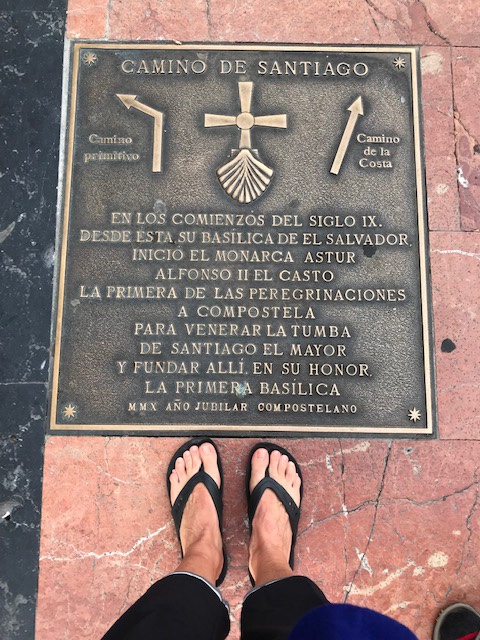 CAMINO DE SANTIAGO
Camino
primitivo
Camino
de la
Costa
EN LOS COMIENZOS DEL SIGLO IX.
DESDE ESTA, SU BASÍLICA DE EL SALVADOR,
INICIÓ EL MONARCA ASTUR
ALFONSO II EL CASTO
LA PRIMERA DE LAS PEREGRINACIONES
A COMPOSTELA
PARA VENERAR LA TUMBA
DE SANTIAGO EL MAYOR
Y FUNDAR ALLÍ, EN SU HONOR,
LA PRIMERA BASÍLICA
MMX AÑO JUBILAR COMPOSTELANO